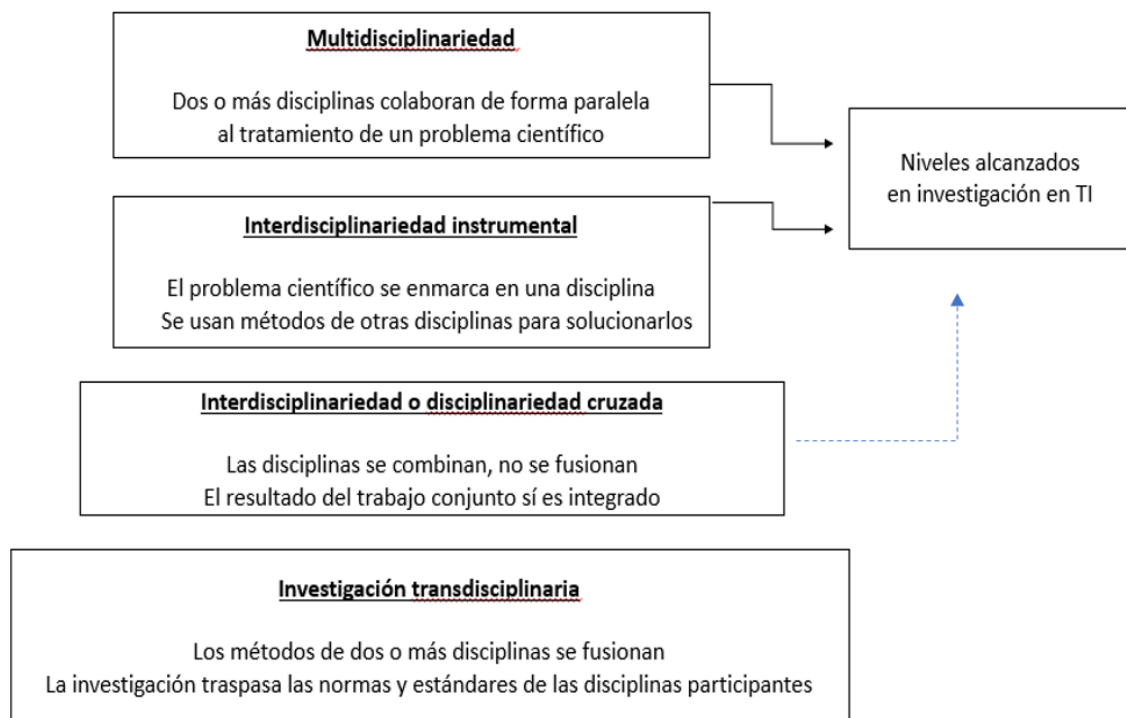 Multidisciplinariedad
Dos o más disciplinas colaboran de forma paralela
al tratamiento de un problema científico
Niveles alcanzados
en investigación en TI
Interdisciplinariedad instrumental
El problema científico se enmarca en una disciplina
Se usan métodos de otras disciplinas para solucionarlos
Interdisciplinariedad o disciplinariedad cruzada
Las disciplinas se combinan, no se fusionan
El resultado del trabajo conjunto sí es integrado
Investigación transdisciplinaria
Los métodos de dos o más disciplinas se fusionan
La investigación traspasa las normas y estándares de las disciplinas participantes